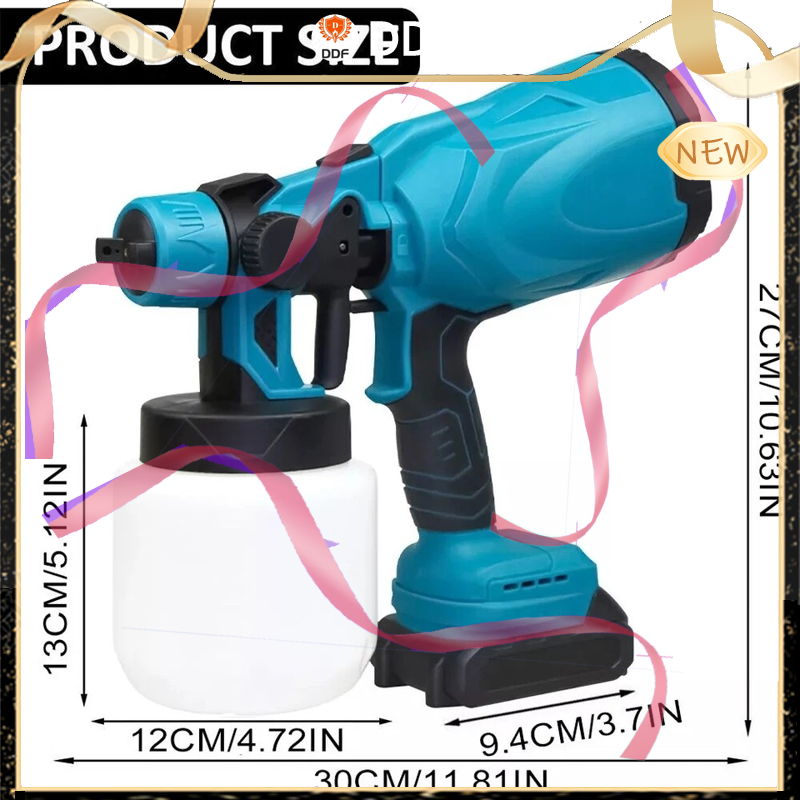 PRODUCT SIZE
DDF
NEW
27CM/10.63IN
13CM/5.12IN
12CM/4.72IN
9.4CM/3.7IN
30CM/11.81IN